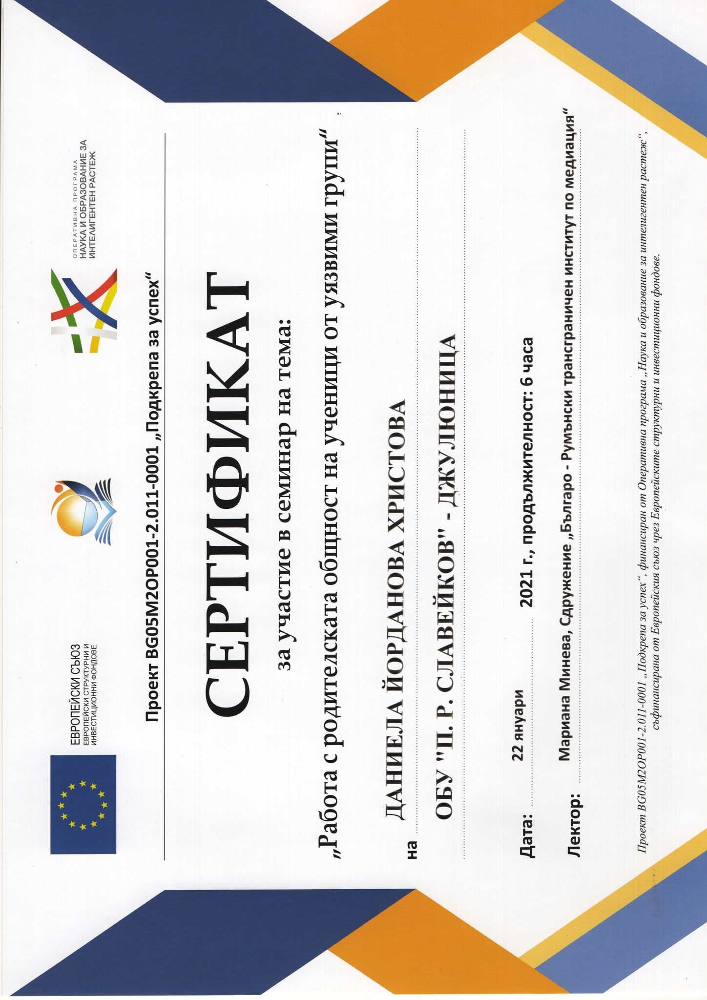 ЕВРОПЕЙСКИ СЪЮЗ
ЕВРОПЕЙСКИ СТРУКТУРНИ И
ИНВЕСТИЦИОННИ ФОНДОВЕ
ОПЕРАТИВНА ПРОГРАМА
НАУКА И ОБРАЗОВАНИЕ ЗА
ИНТЕЛИГЕНТЕН РАСТЕЖ
Проект BG05M2OP001-2.011-0001 „Подкрепа за успех“
СЕРТИФИКАТ
за участие в семинар на тема:
„Работа с родителската общност на ученици от уязвими групи“
на ДАНИЕЛА ЙОРДАНОВА ХРИСТОВА
ОБУ "П. Р. СЛАВЕЙКОВ" - ДЖУЛЮНИЦА
Дата: 22 януари 2021 г., продължителност: 6 часа
Лектор: Мариана Минева, Сдружение „Българо - Румънски трансграничен институт по медиация“
Проект BG05M2OP001-2.011-0001 „Подкрепа за успех“, финансиран от Оперативна програма „Наука и образование за интелигентен растеж“,
съфинансирана от Европейския съюз чрез Европейските структурни и инвестиционни фондове.